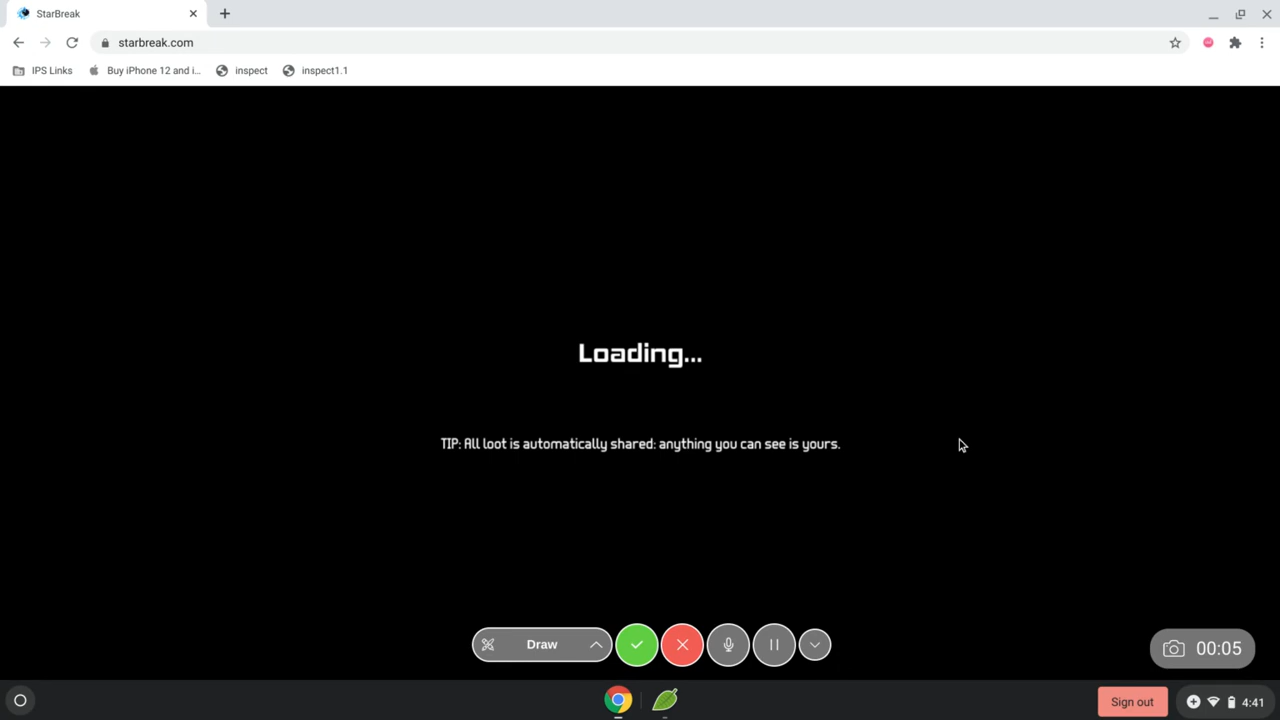 StarBreak
starbreak.com
IPS Links
Buy iPhone 12 and i...
inspect
inspect1.1
Loading...
TIP: All loot is automatically shared: anything you can see is yours.
Draw
00:05
Sign out
4:41